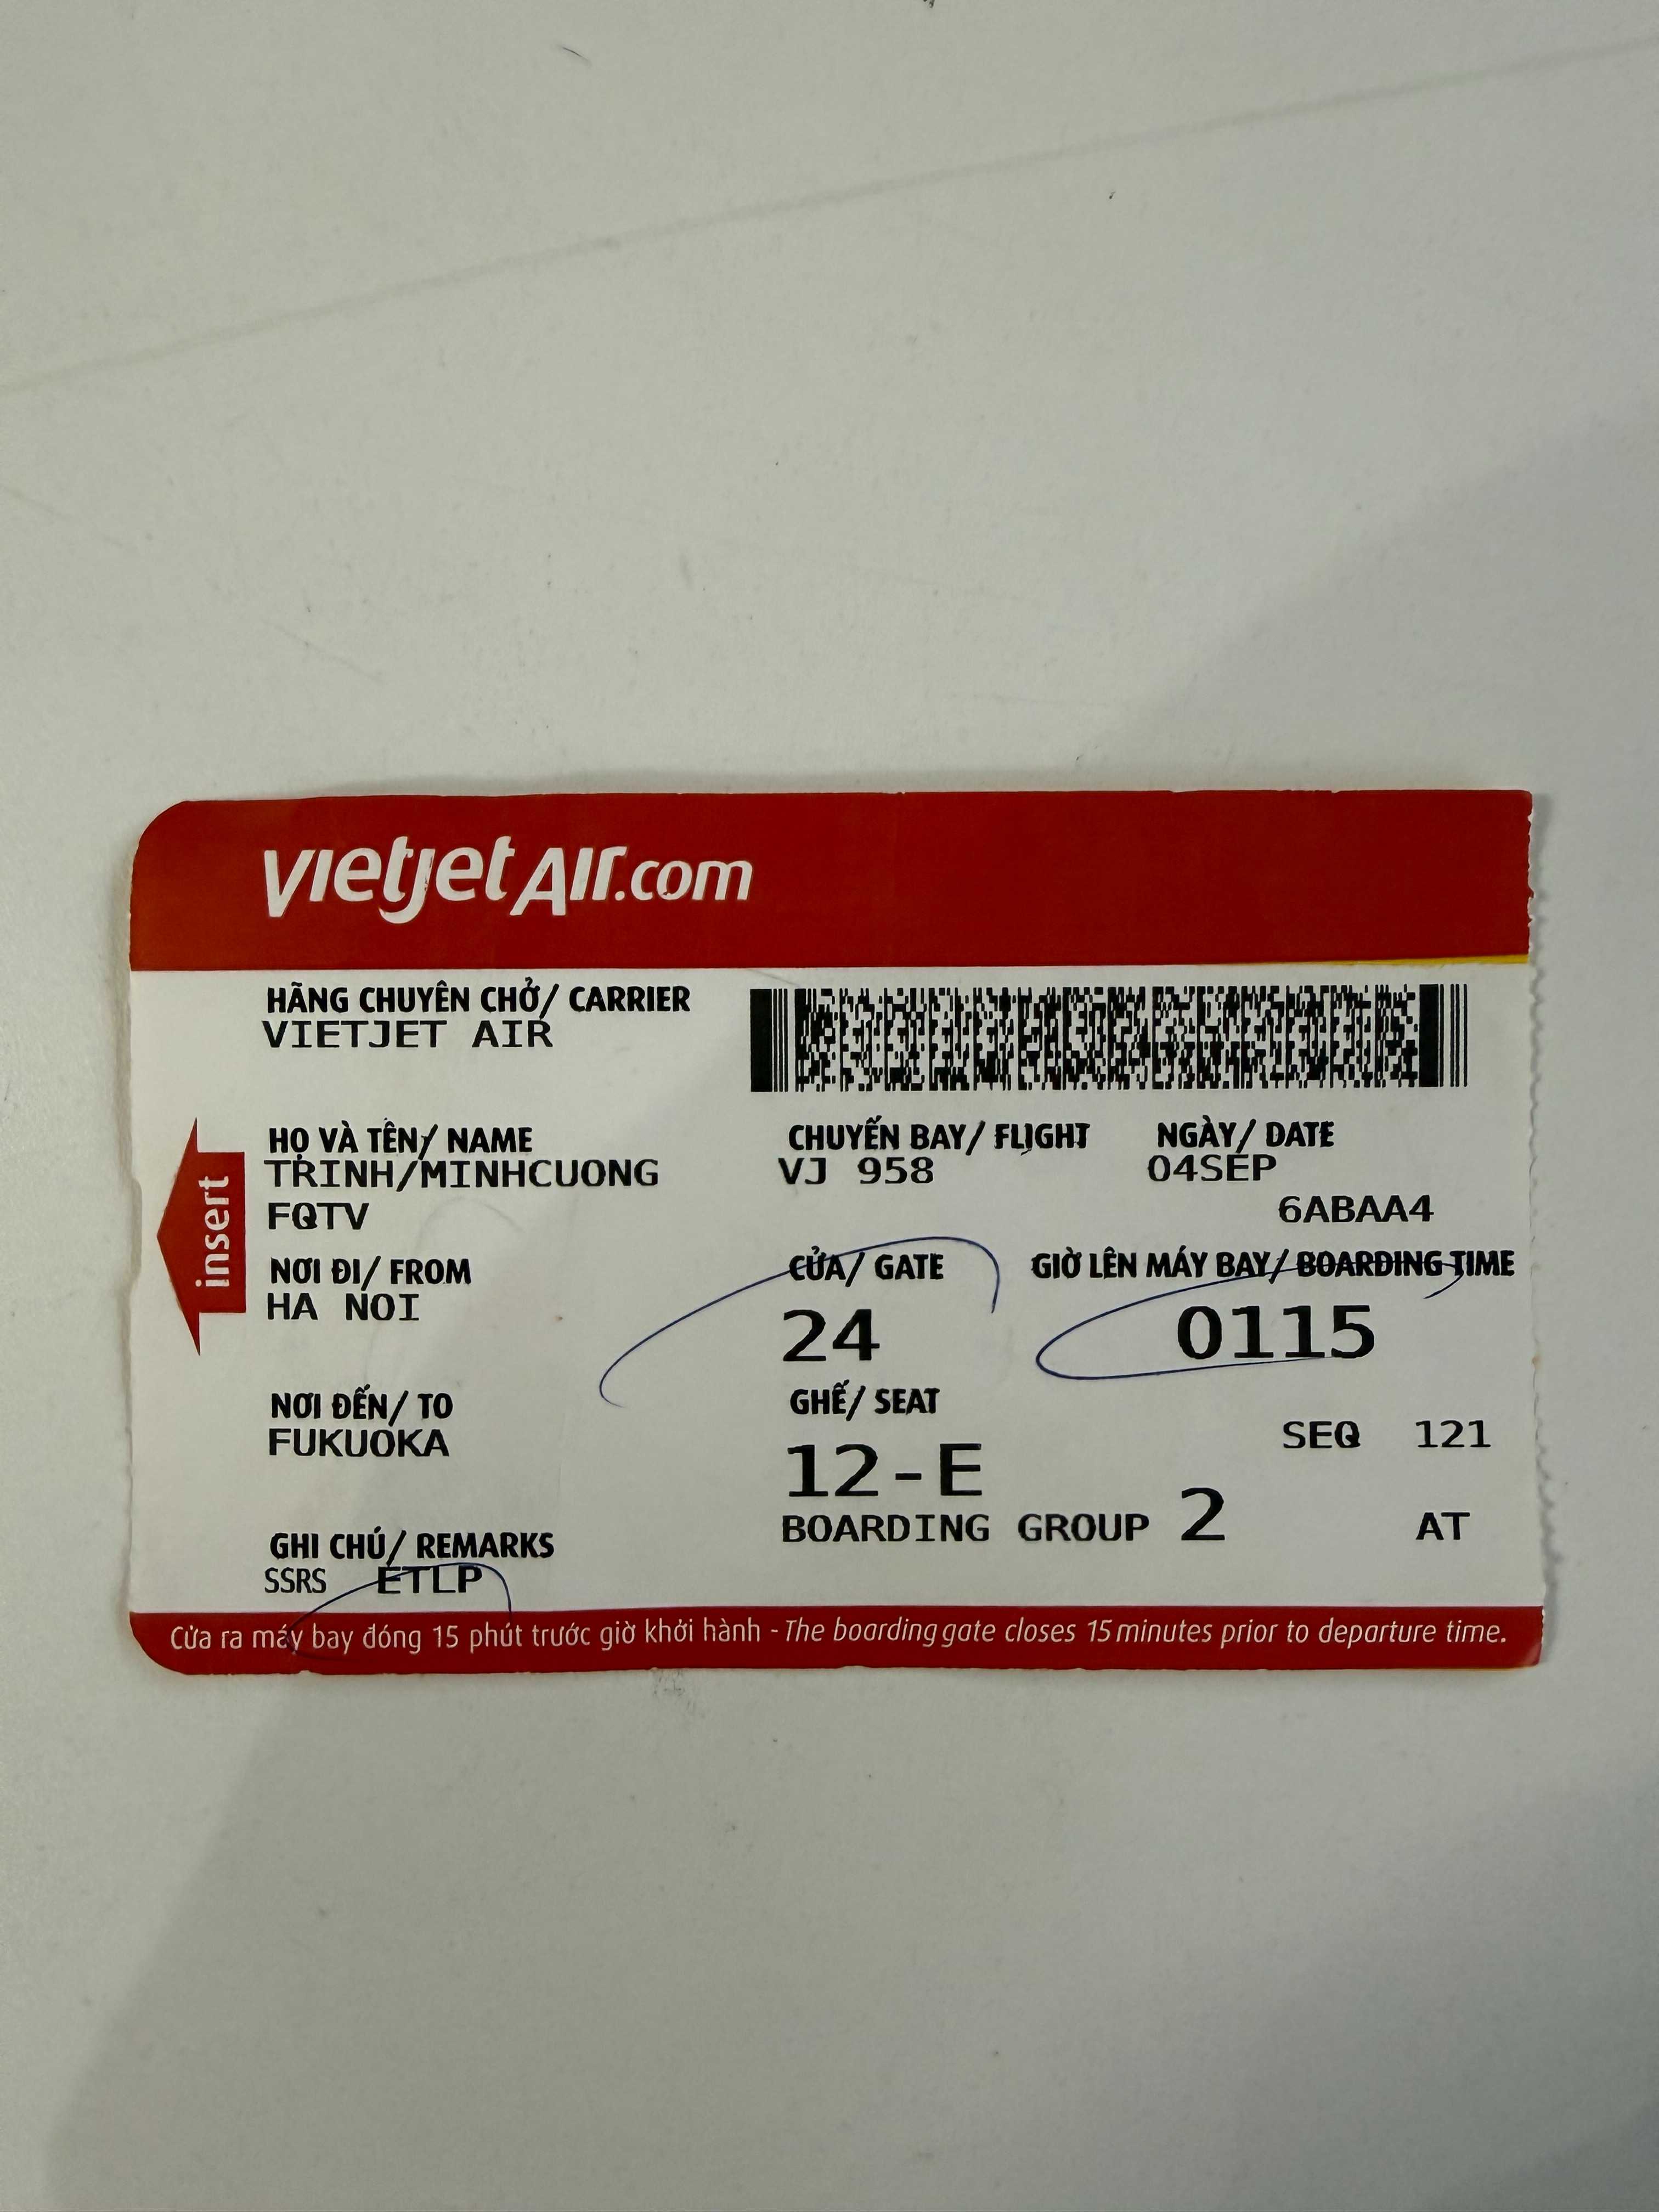 vietjetAir.com
HÃNG CHUYÊN CHỞ/ CARRIER
VIETJET AIR
HỌ VÀ TÊN/ NAME
TRINH/MINHCUONG
CHUYẾN BAY/ FLIGHT
VJ 958
NGÀY/ DATE
04SEP
FQTV
6ABAA4
insert
NƠI ĐI/ FROM
HA NOI
CỬA/ GATE
24
GIỜ LÊN MÁY BAY/ BOARDING TIME
0115
NƠI ĐẾN/ TO
FUKUOKA
GHẾ/ SEAT
12-E
SEQ 121
BOARDING GROUP 2
AT
GHI CHÚ/ REMARKS
SSRS ETLP
Cửa ra máy bay đóng 15 phút trước giờ khởi hành - The boarding gate closes 15 minutes prior to departure time.